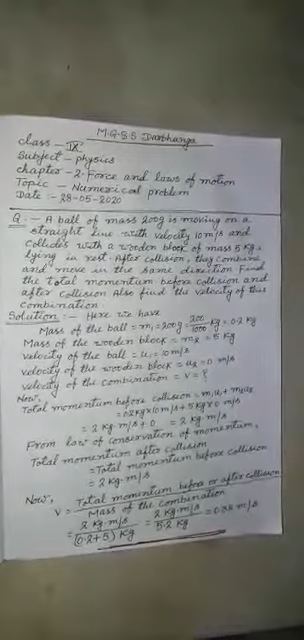 M.G.S.S Darbhanga
class - IX
Subject - physics
chapter - 2. Force and laws of motion
Topic - Numerical problem
Date :- 28-05-2020
Q. :- A ball of mass 200g is moving on a
straight line with velocity 10 m/s and
collides with a wooden block of mass 5 kg
lying in rest. After collision, they combine
and move in the same direction Find
the total momentum before collision and
after collision Also find the velocity of this
combination.
Solution :- Here we have
Mass of the ball = m₁ = 200g = 200/1000 kg = 0.2 kg
Mass of the wooden block = m₂ = 5 kg
velocity of the ball = u₁ = 10 m/s
velocity of the wooden block = u₂ = 0 m/s
velocity of the combination = v = ?
Now,
Total momentum before collision = m₁u₁ + m₂u₂
= 0.2kg x 10 m/s + 5 kg x 0 m/s
= 2 kg.m/s + 0 = 2 kg.m/s
From law of conservation of momentum,
Total momentum after collision
= Total momentum before collision
= 2 kg.m/s
Now,
v = Total momentum before or after collision / Mass of the combination
= 2 kg.m/s / (0.2+5) kg = 2 kg.m/s / 5.2 kg = m/s